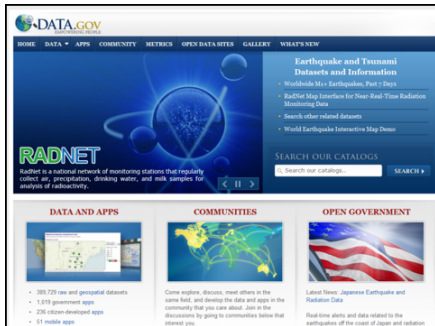 DATA.GOV
EMPOWERING PEOPLE
HOME DATA APPS COMMUNITY METRICS OPEN DATA SITES GALLERY WHAT'S NEW
Earthquake and Tsunami
Datasets and Information
Worldwide M1+ Earthquakes, Past 7 Days
RadNet Map Interface for Near-Real-Time Radiation
Monitoring Data
Search other related datasets
World Earthquake Interactive Map Demo
RADNET
RadNet is a national network of monitoring stations that regularly
collect air, precipitation, drinking water, and milk samples for
analysis of radioactivity.
SEARCH OUR CATALOGS
Search our catalogs...
SEARCH
DATA AND APPS
389,729 raw and geospatial datasets
1,019 government apps
236 citizen-developed apps
51 mobile apps
COMMUNITIES
Come explore, discuss, meet others in the
same field, and develop the data and apps in the
community that you care about. Join in the
discussions by going to communities below that
interest you.
OPEN GOVERNMENT
Latest News: Japanese Earthquake and
Radiation Data
Real-time alerts and data related to the
earthquakes off the coast of Japan and radiation